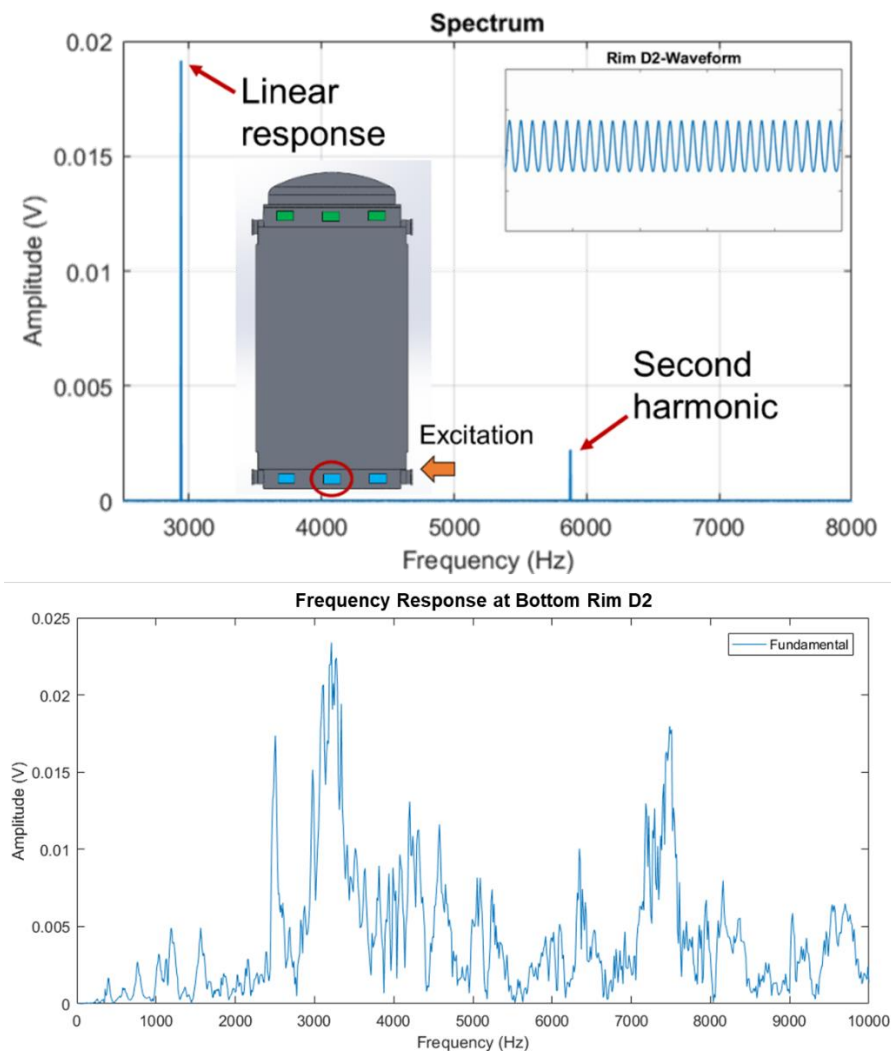 Spectrum
0.02
0.015
0.01
0.005
0
Amplitude (V)
3000 4000 5000 6000 7000 8000
Frequency (Hz)
Linear
response
Rim D2-Waveform
Excitation
Second
harmonic
Frequency Response at Bottom Rim D2
0.025
0.02
0.015
0.01
0.005
0
Amplitude (V)
0 1000 2000 3000 4000 5000 6000 7000 8000 9000 10000
Frequency (Hz)
Fundamental